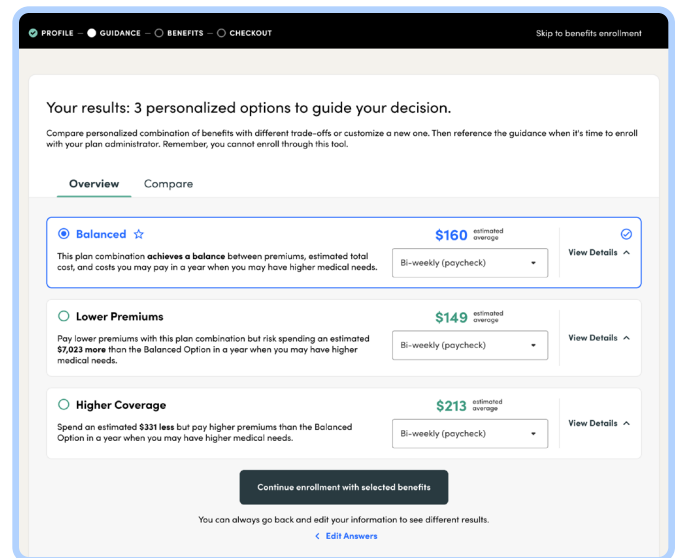 PROFILE – GUIDANCE – BENEFITS – CHECKOUT
Skip to benefits enrollment
Your results: 3 personalized options to guide your decision.
Compare personalized combination of benefits with different trade-offs or customize a new one. Then reference the guidance when it's time to enroll
with your plan administrator. Remember, you cannot enroll through this tool.
Overview Compare
Balanced
This plan combination achieves a balance between premiums, estimated total
cost, and costs you may pay in a year when you may have higher medical needs.
$160 estimated
average
Bi-weekly (paycheck)
View Details
Lower Premiums
Pay lower premiums with this plan combination but risk spending an estimated
$7,023 more than the Balanced Option in a year when you may have higher
medical needs.
$149 estimated
average
Bi-weekly (paycheck)
View Details
Higher Coverage
Spend an estimated $331 less but pay higher premiums than the Balanced
Option in a year when you may have higher medical needs.
$213 estimated
average
Bi-weekly (paycheck)
View Details
Continue enrollment with selected benefits
You can always go back and edit your information to see different results.
< Edit Answers